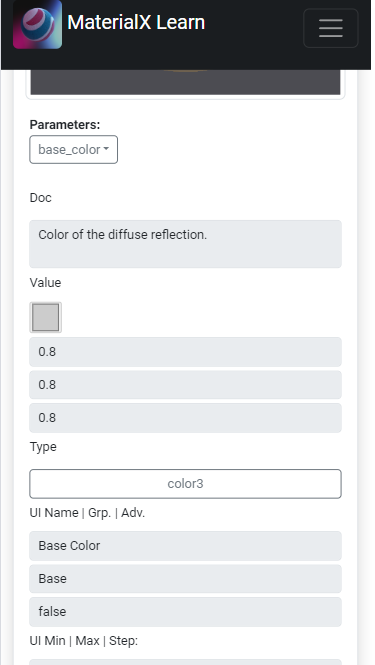 MaterialX Learn
Parameters:
base_color
Doc
Color of the diffuse reflection.
Value
0.8
0.8
0.8
Type
color3
UI Name | Grp. | Adv.
Base Color
Base
false
UI Min | Max | Step: